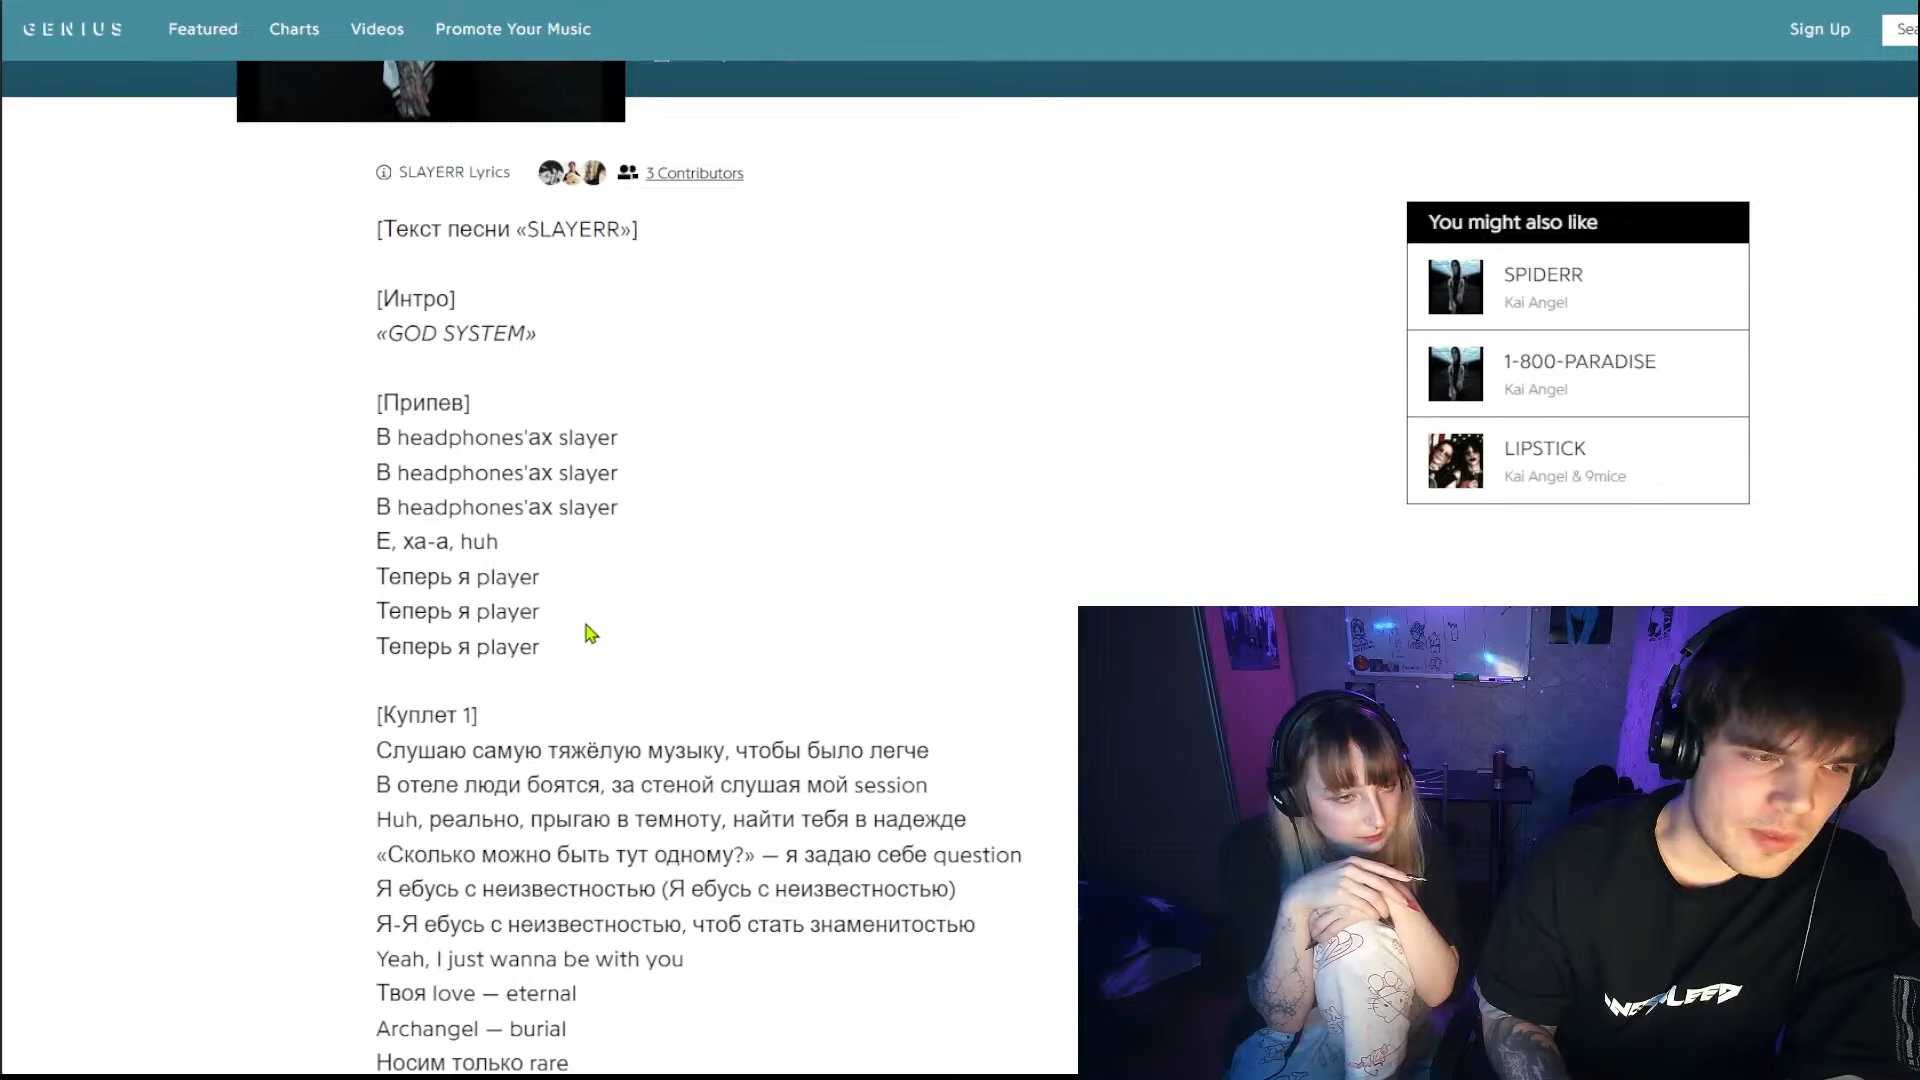 GENIUS
Featured
Charts
Videos
Promote Your Music
Sign Up
Sea
SLAYERR Lyrics
3 Contributors
[Текст песни «SLAYERR»]
[Интро]
«GOD SYSTEM»
[Припев]
В headphones'ах slayer
В headphones'ах slayer
В headphones'ах slayer
Е, ха-а, huh
Теперь я player
Теперь я player
Теперь я player
[Куплет 1]
Слушаю самую тяжёлую музыку, чтобы было легче
В отеле люди боятся, за стеной слушая мой session
Huh, реально, прыгаю в темноту, найти тебя в надежде
«Сколько можно быть тут одному?» — я задаю себе question
Я ебусь с неизвестностью (Я ебусь с неизвестностью)
Я-Я ебусь с неизвестностью, чтоб стать знаменитостью
Yeah, I just wanna be with you
Твоя love — eternal
Archangel — burial
Носим только rare
You might also like
SPIDERR
Kai Angel
1-800-PARADISE
Kai Angel
LIPSTICK
Kai Angel & 9mice